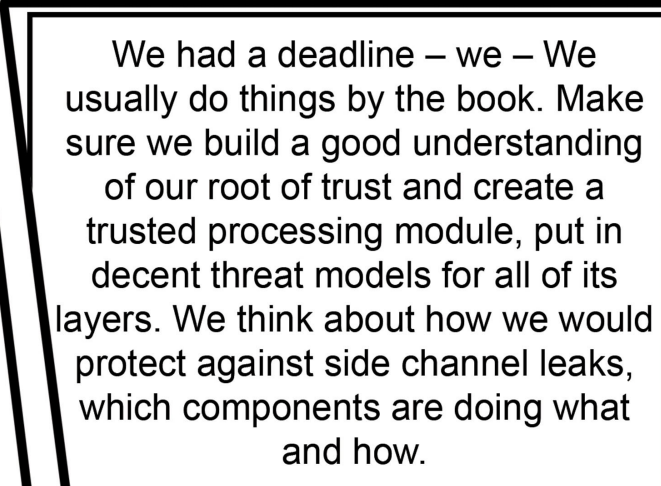 We had a deadline – we – We
usually do things by the book. Make
sure we build a good understanding
of our root of trust and create a
trusted processing module, put in
decent threat models for all of its
layers. We think about how we would
protect against side channel leaks,
which components are doing what
and how.